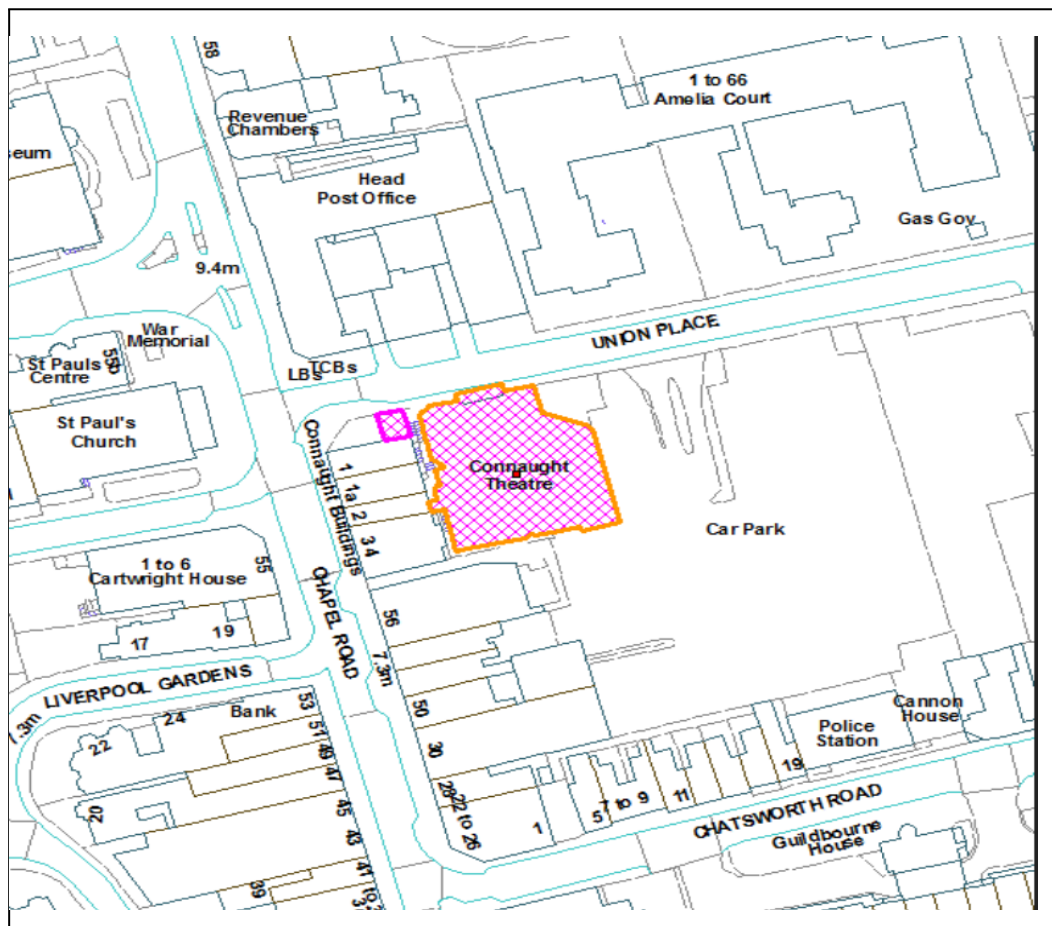 58
1 to 66
Amelia Court
Revenue
Chambers
seum
Head
Post Office
Gas Gov
9.4m
War
Memorial
UNION PLACE
St Pauls
Centre
55b
LBs
TCBs
St Paul's
Church
Connaught Buildings
1
1a
2
34
Connaught
Theatre
Car Park
1 to 6
Cartwright House
55
CHAPEL ROAD
56
17
19
7.3m
LIVERPOOL GARDENS
7.3m
Bank
24
22
20
53
51
49
47
45
43
39
50
30
28
22 to 26
1
5
7 to 9
11
19
Police
Station
Cannon
House
CHATSWORTH ROAD
Guildbourne
House